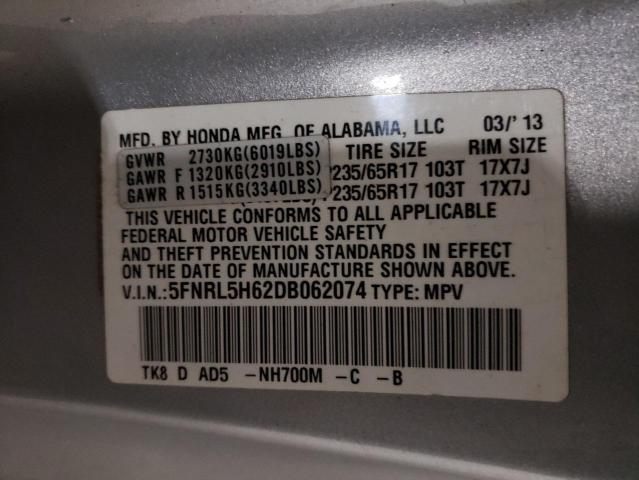 MFD. BY HONDA MFG. OF ALABAMA, LLC 03/'13
GVWR 2730KG(6019LBS) TIRE SIZE RIM SIZE
GAWR F 1320KG(2910LBS) P235/65R17 103T 17X7J
GAWR R 1515KG(3340LBS) P235/65R17 103T 17X7J
THIS VEHICLE CONFORMS TO ALL APPLICABLE
FEDERAL MOTOR VEHICLE SAFETY
AND THEFT PREVENTION STANDARDS IN EFFECT
ON THE DATE OF MANUFACTURE SHOWN ABOVE.
V.I.N.:5FNRL5H62DB062074 TYPE: MPV
TK8 D AD5 -NH700M -C -B